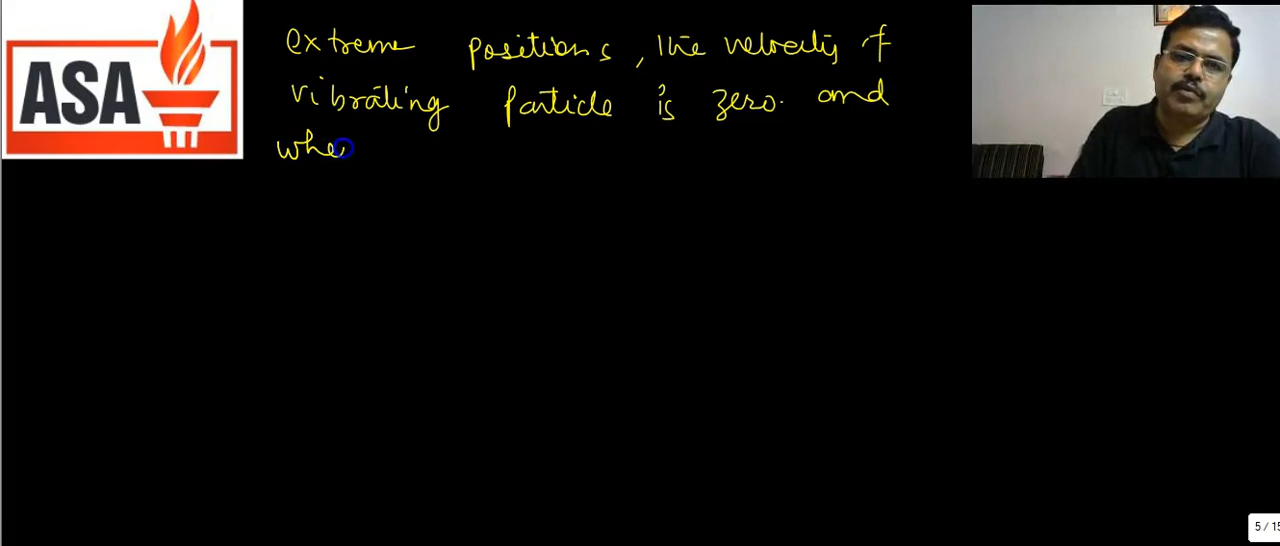 ASA
extreme positions, the velocity of
vibrating particle is zero. and
whe
5 / 15